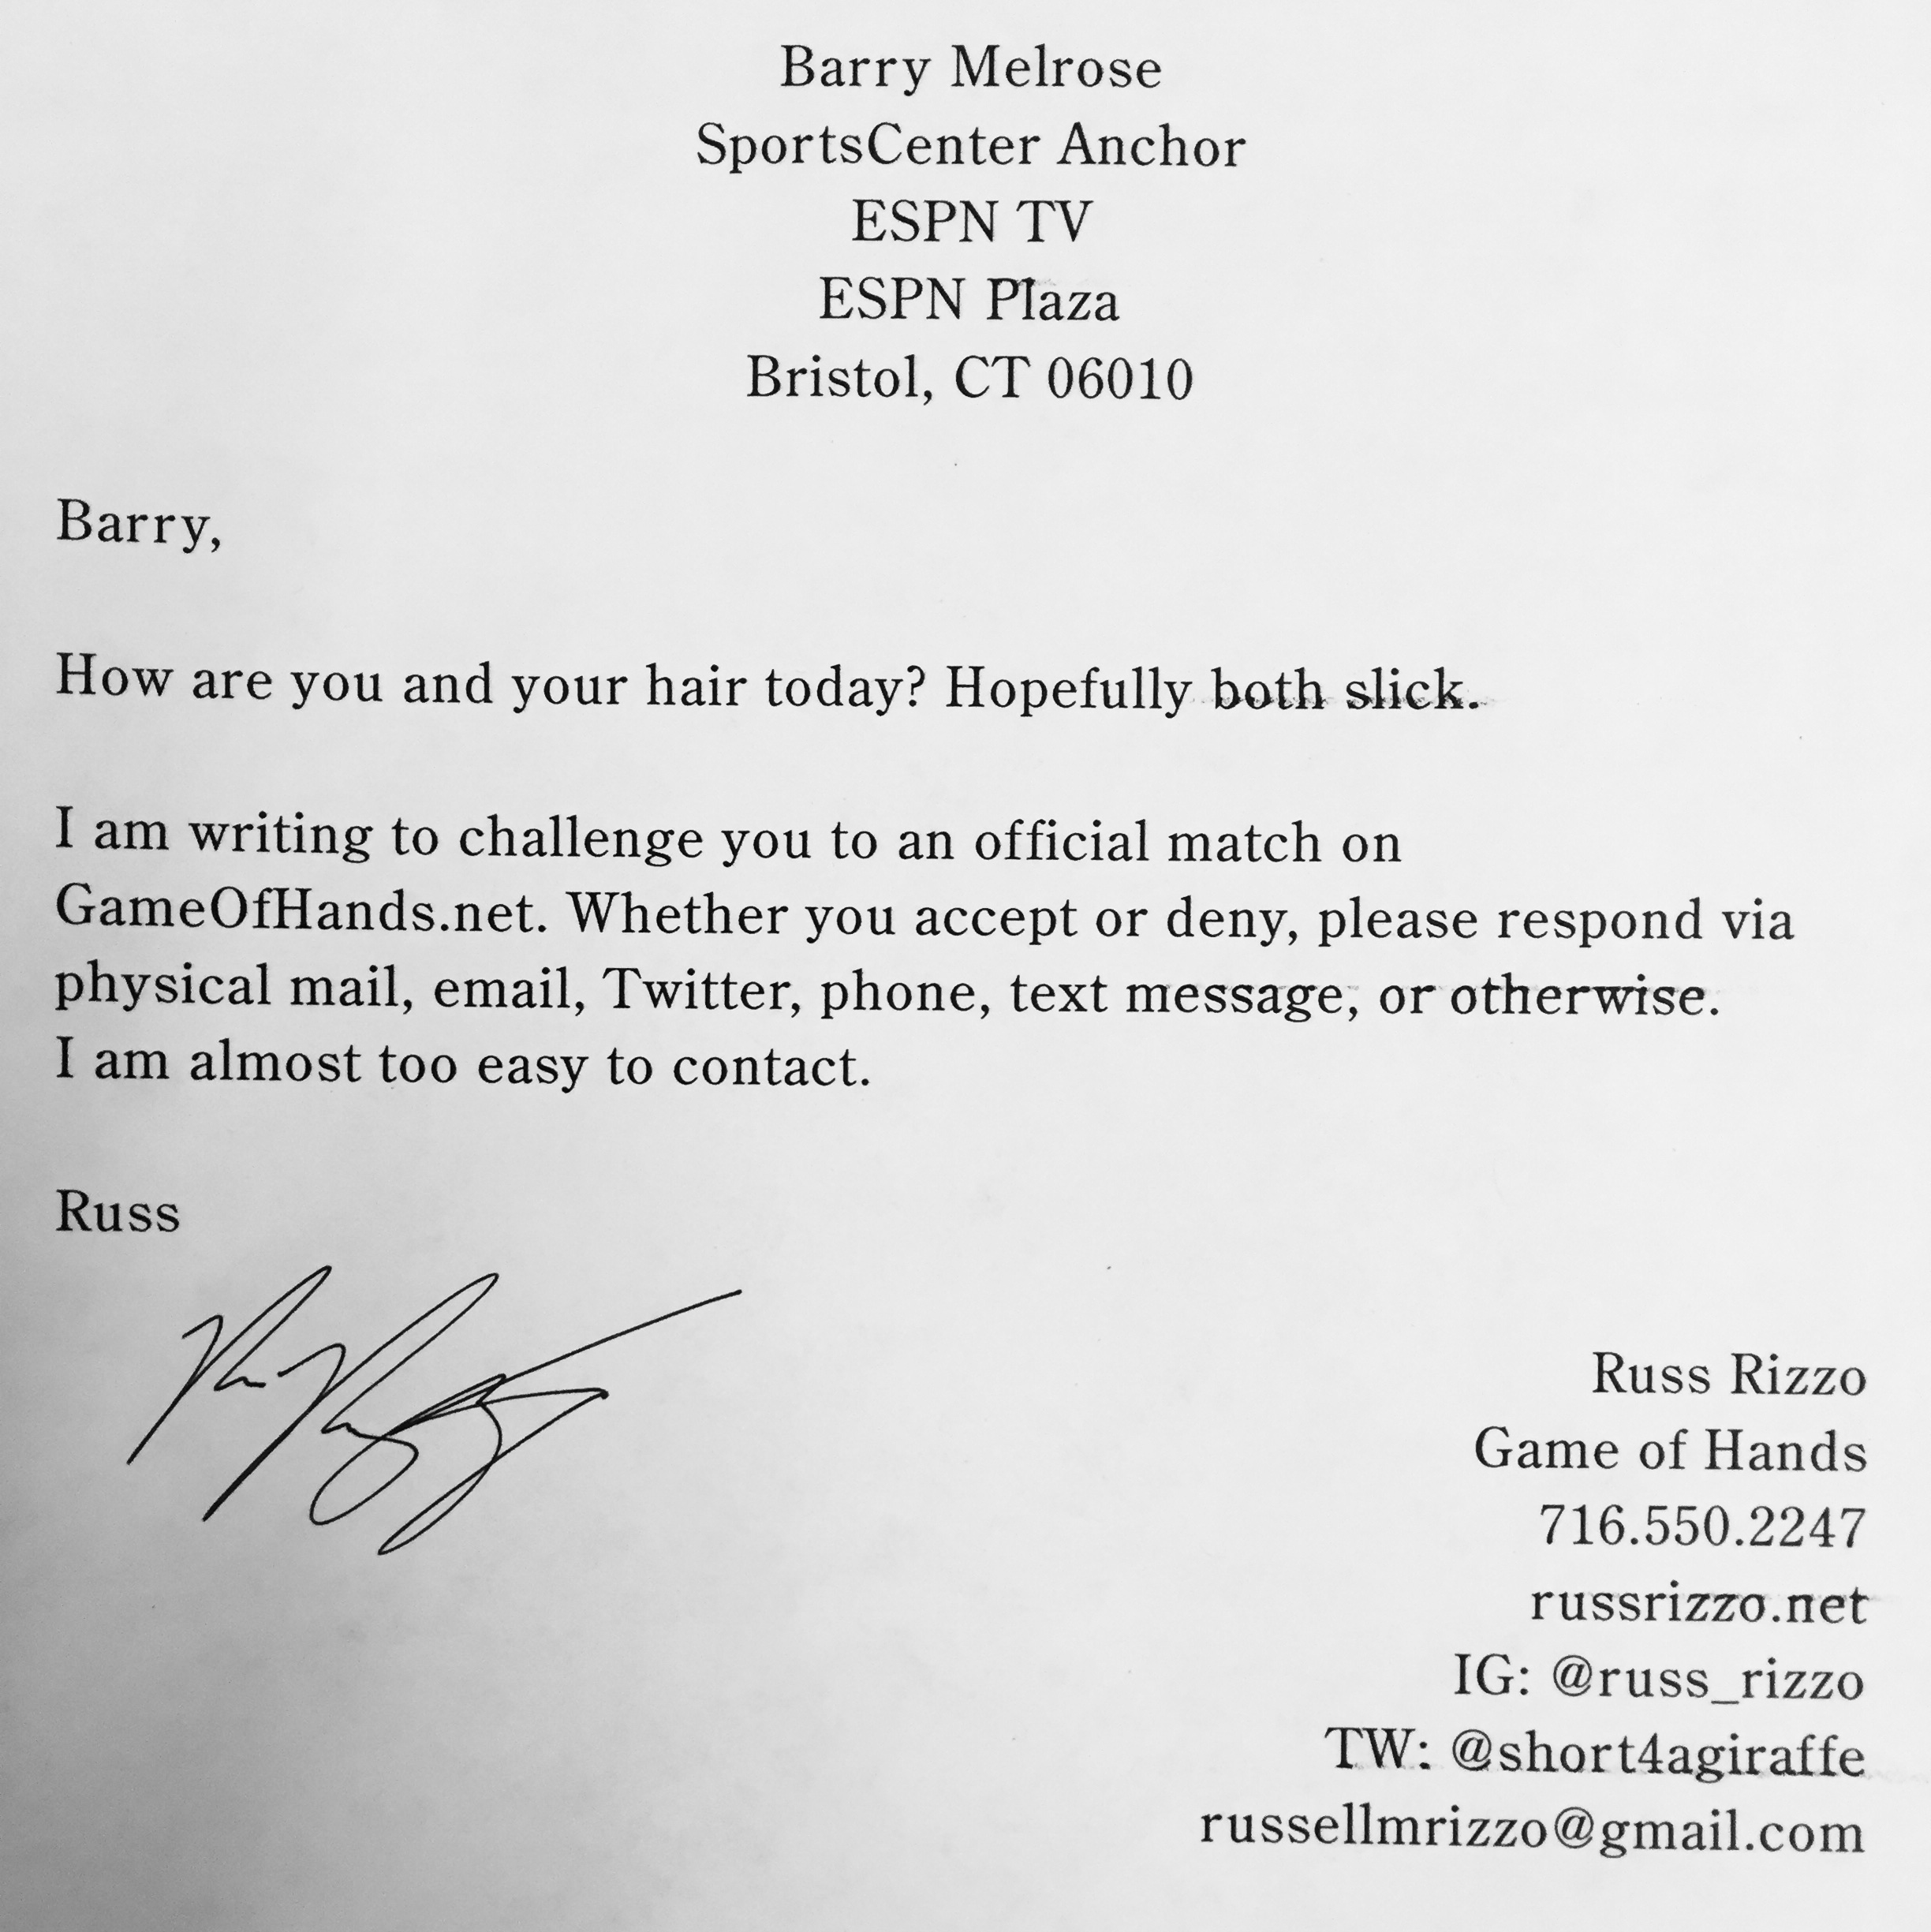 Barry Melrose
SportsCenter Anchor
ESPN TV
ESPN Plaza
Bristol, CT 06010
Barry,
How are you and your hair today? Hopefully both slick.
I am writing to challenge you to an official match on
GameOfHands.net. Whether you accept or deny, please respond via
physical mail, email, Twitter, phone, text message, or otherwise.
I am almost too easy to contact.
Russ
Russ Rizzo
Game of Hands
716.550.2247
russrizzo.net
IG: @russ_rizzo
TW: @short4agiraffe
russellmrizzo@gmail.com